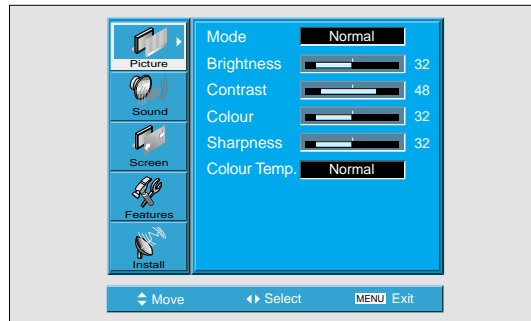 Picture
Sound
Screen
Features
Install
Mode Normal
Brightness 32
Contrast 48
Colour 32
Sharpness 32
Colour Temp. Normal
Move Select MENU Exit